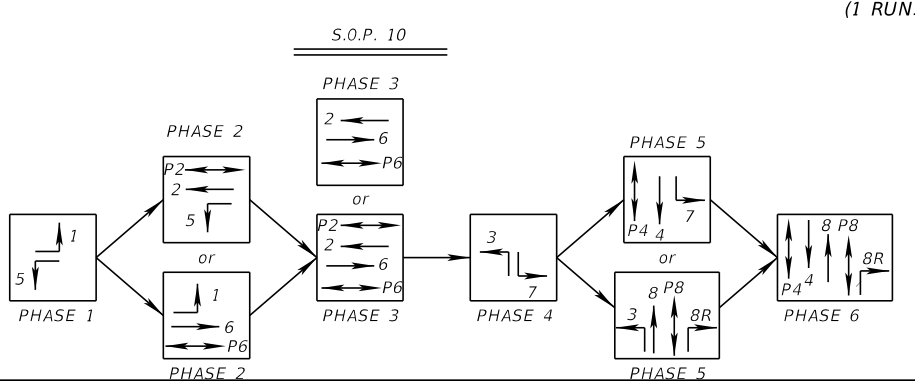 (1 RUN
S.O.P. 10
PHASE 3
2
6
P6
PHASE 2
P2
2
5
or
PHASE 5
P4
4
7
1
5
PHASE 1
or
P2
2
6
P6
PHASE 3
3
7
PHASE 4
or
8
P8
P4
4
8R
PHASE 6
1
6
P6
PHASE 2
3
8
P8
8R
PHASE 5